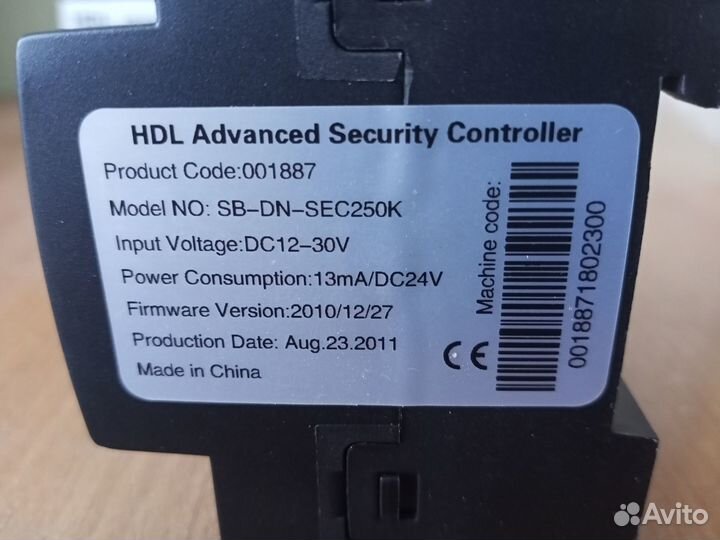 HDL Advanced Security Controller
Product Code:001887
Model NO: SB-DN-SEC250K
Input Voltage:DC12-30V
Power Consumption:13mA/DC24V
Firmware Version:2010/12/27
Production Date: Aug.23.2011
Made in China
CE
Machine code:
0018871802300
Avito